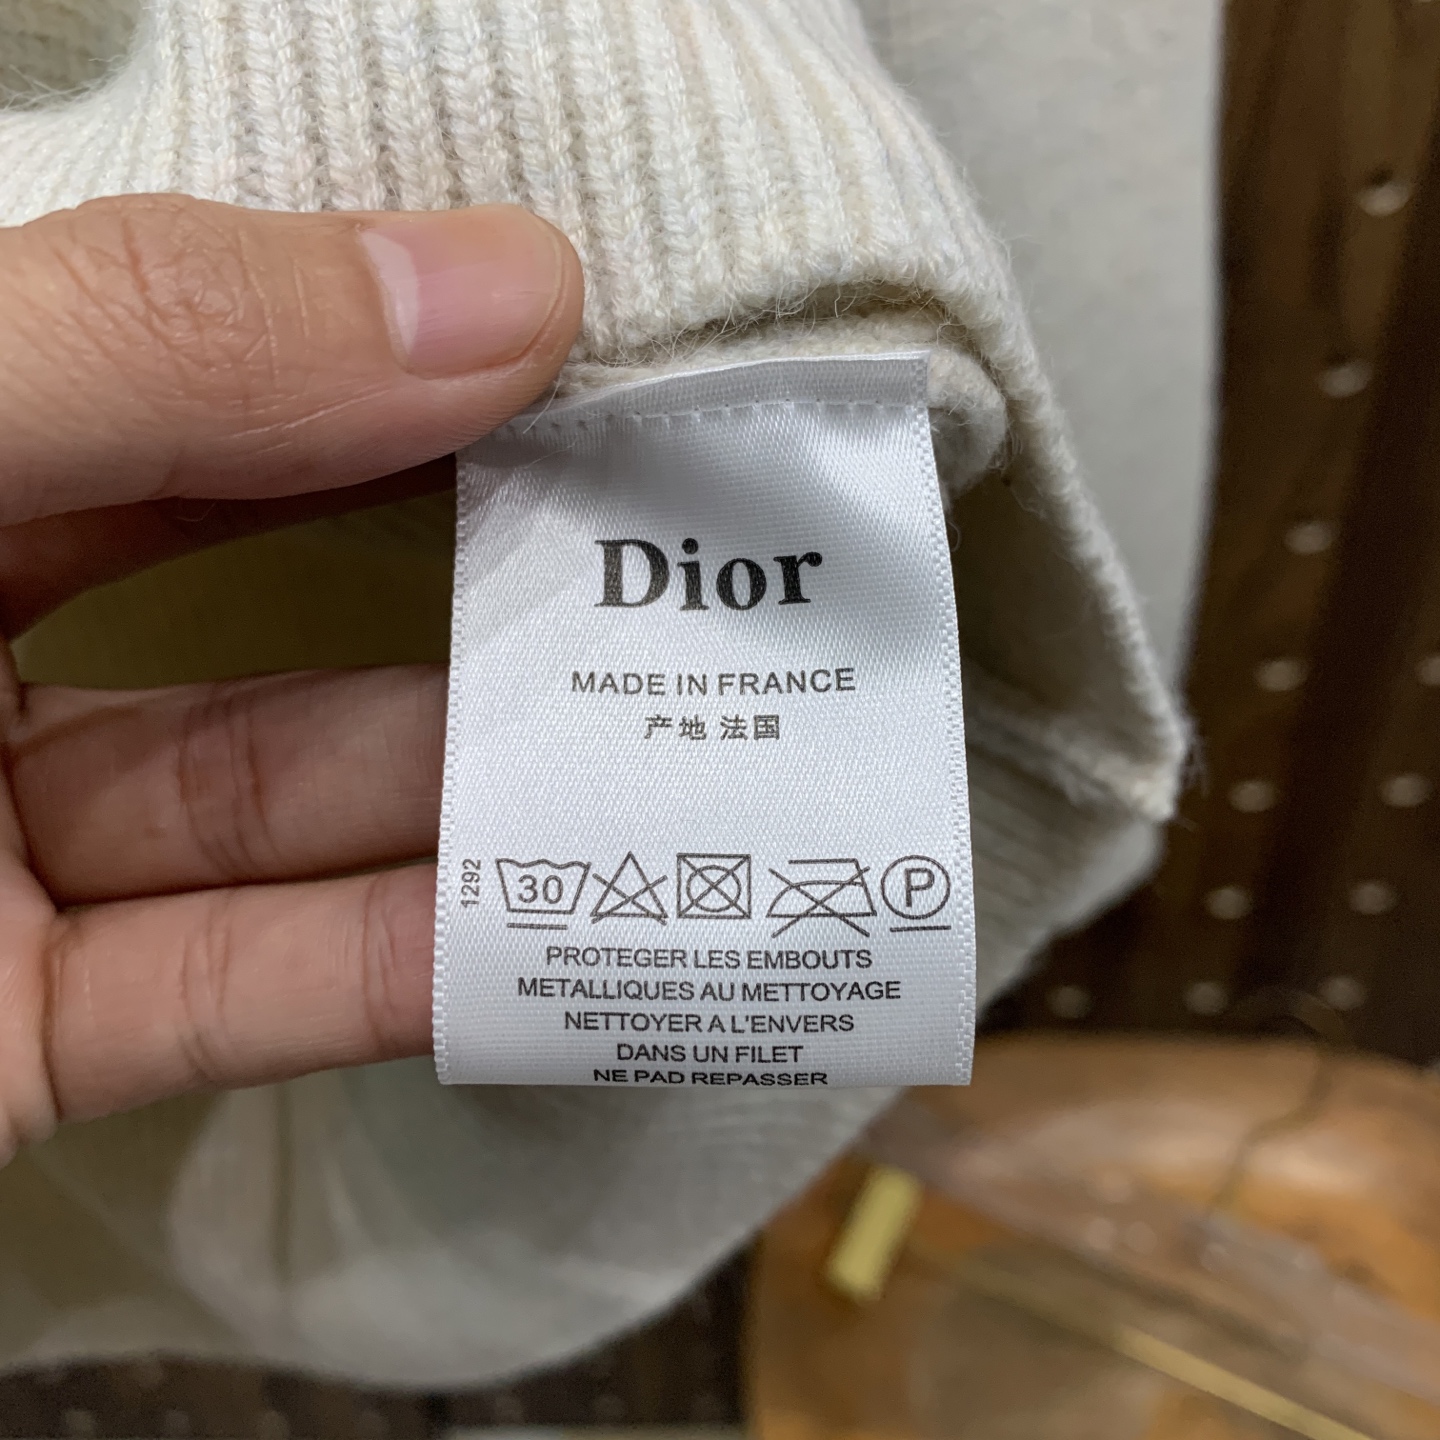 Dior
MADE IN FRANCE
产地 法国
1292
30
P
PROTEGER LES EMBOUTS
METALLIQUES AU METTOYAGE
NETTOYER A L'ENVERS
DANS UN FILET
NE PAD REPASSER